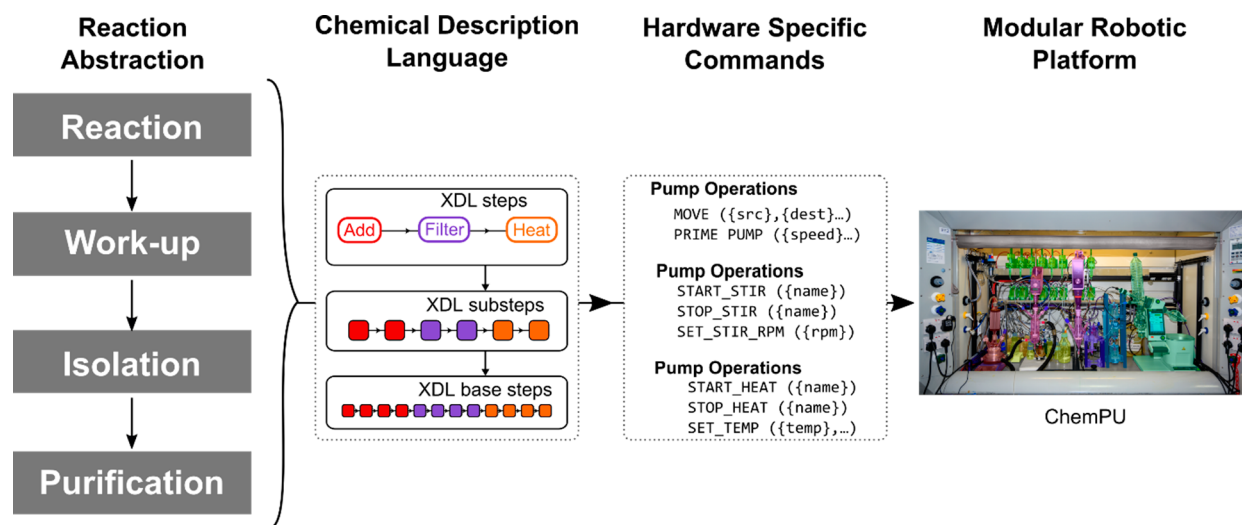 Reaction
Abstraction
Chemical Description
Language
Hardware Specific
Commands
Modular Robotic
Platform
Reaction
Work-up
Isolation
Purification
XDL steps
Add
Filter
Heat
XDL substeps
XDL base steps
Pump Operations
MOVE ({src},{dest}…)
PRIME PUMP ({speed}…)
Pump Operations
START_STIR ({name})
STOP_STIR ({name})
SET_STIR_RPM ({rpm})
Pump Operations
START_HEAT ({name})
STOP_HEAT ({name})
SET_TEMP ({temp},…)
ChemPU